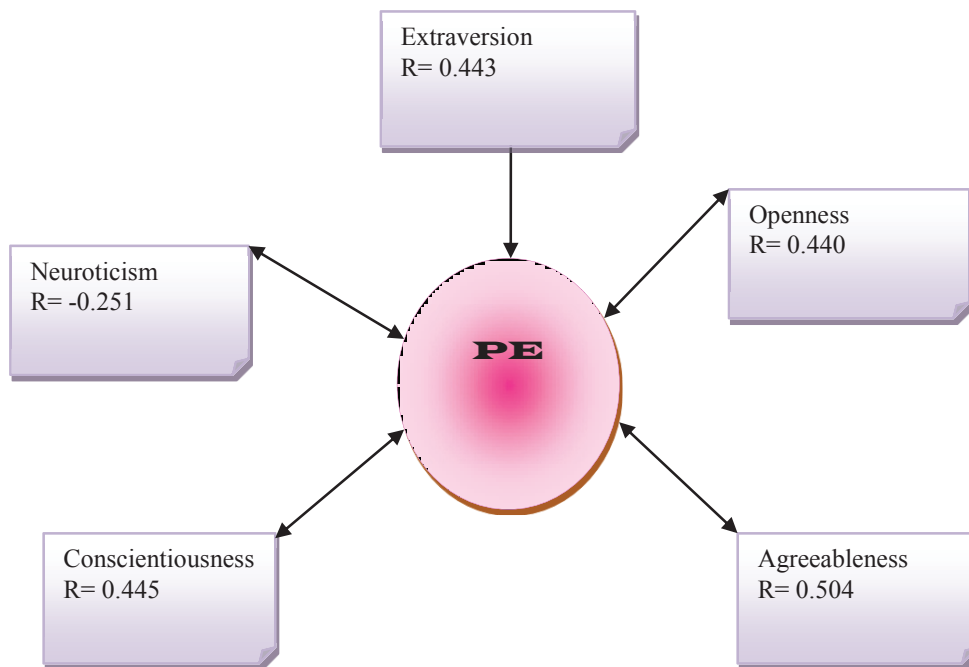 Extraversion
R= 0.443
Openness
R= 0.440
Neuroticism
R= -0.251
PE
Conscientiousness
R= 0.445
Agreeableness
R= 0.504